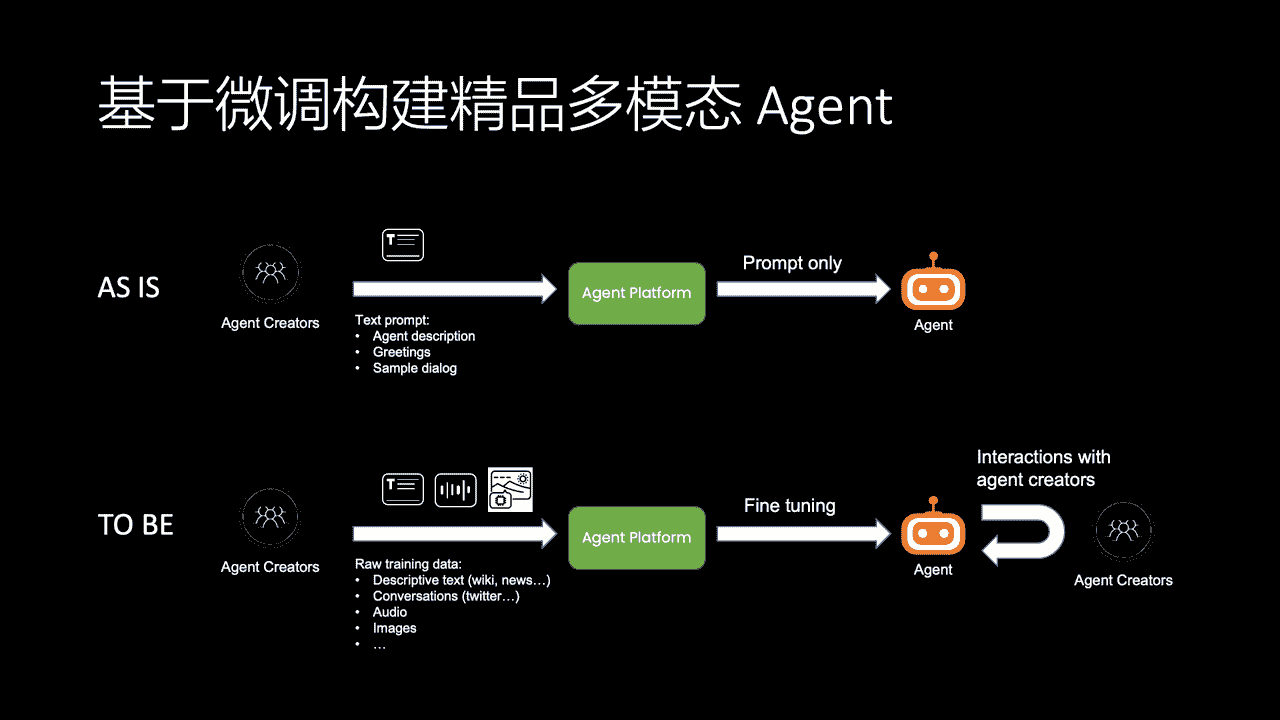 基于微调构建精品多模态 Agent
AS IS
Agent Creators
T
Text prompt:
• Agent description
• Greetings
• Sample dialog
Agent Platform
Prompt only
Agent
TO BE
Agent Creators
T
Raw training data:
• Descriptive text (wiki, news…)
• Conversations (twitter…)
• Audio
• Images
• …
Agent Platform
Fine tuning
Agent
Interactions with
agent creators
Agent Creators